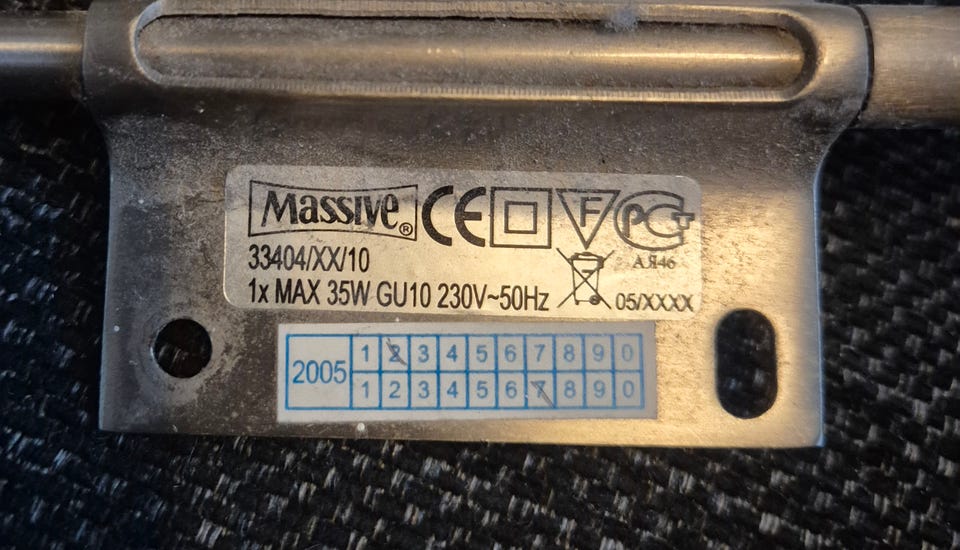 Massive®
CE F PCT
33404/XX/10
АЯ46
1x MAX 35W GU10 230V~50Hz
05/XXXX
2005
1 2 3 4 5 6 7 8 9 0
1 2 3 4 5 6 7 8 9 0